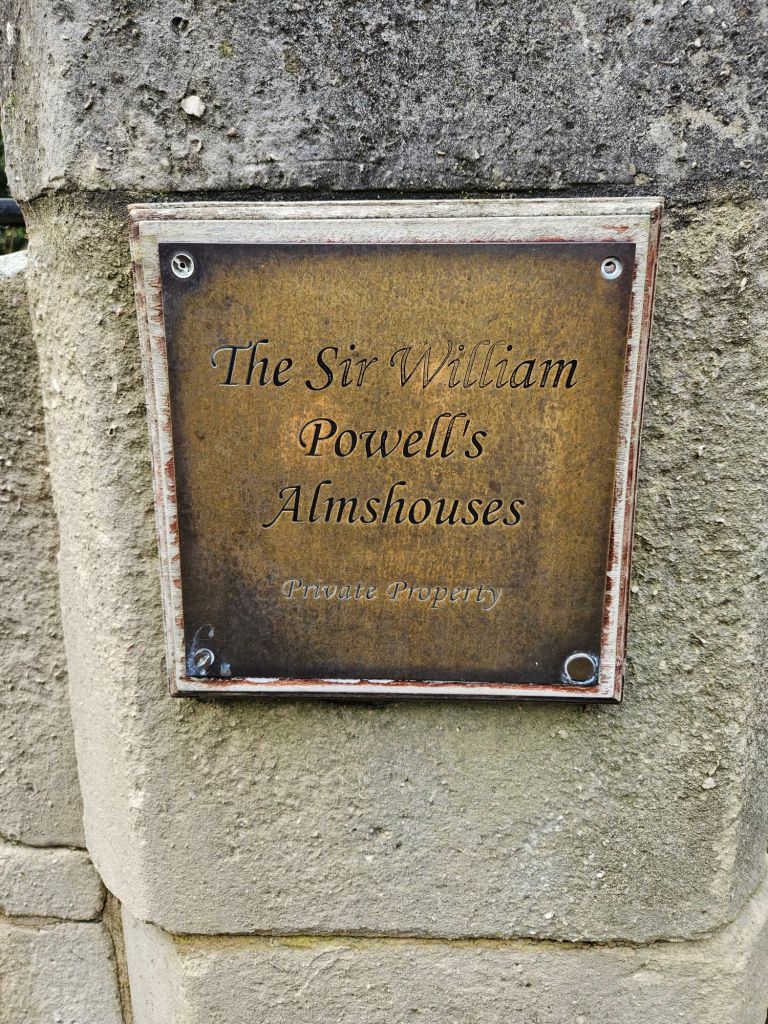 The Sir William
Powell's
Almshouses
Private Property